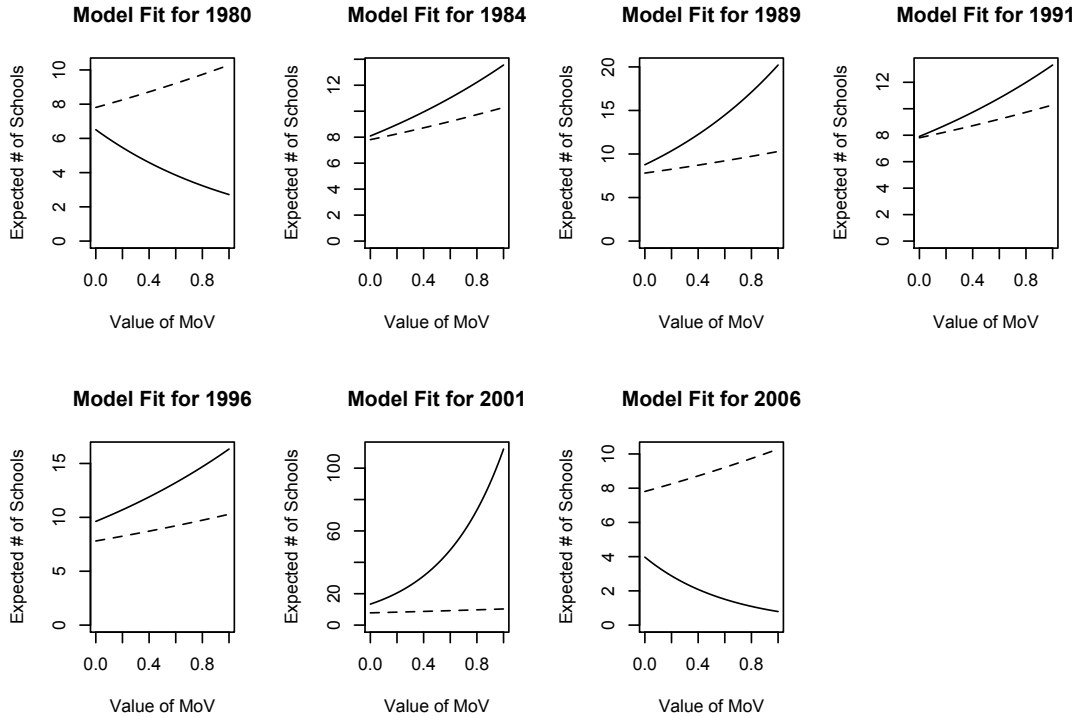 Model Fit for 1980
Expected # of Schools
10
8
6
4
2
0
0.0 0.4 0.8
Value of MoV
Model Fit for 1984
Expected # of Schools
12
8
6
4
2
0
0.0 0.4 0.8
Value of MoV
Model Fit for 1989
Expected # of Schools
20
15
10
5
0
0.0 0.4 0.8
Value of MoV
Model Fit for 1991
Expected # of Schools
12
8
6
4
2
0
0.0 0.4 0.8
Value of MoV
Model Fit for 1996
Expected # of Schools
15
10
5
0
0.0 0.4 0.8
Value of MoV
Model Fit for 2001
Expected # of Schools
100
60
20
0
0.0 0.4 0.8
Value of MoV
Model Fit for 2006
Expected # of Schools
10
8
6
4
2
0
0.0 0.4 0.8
Value of MoV